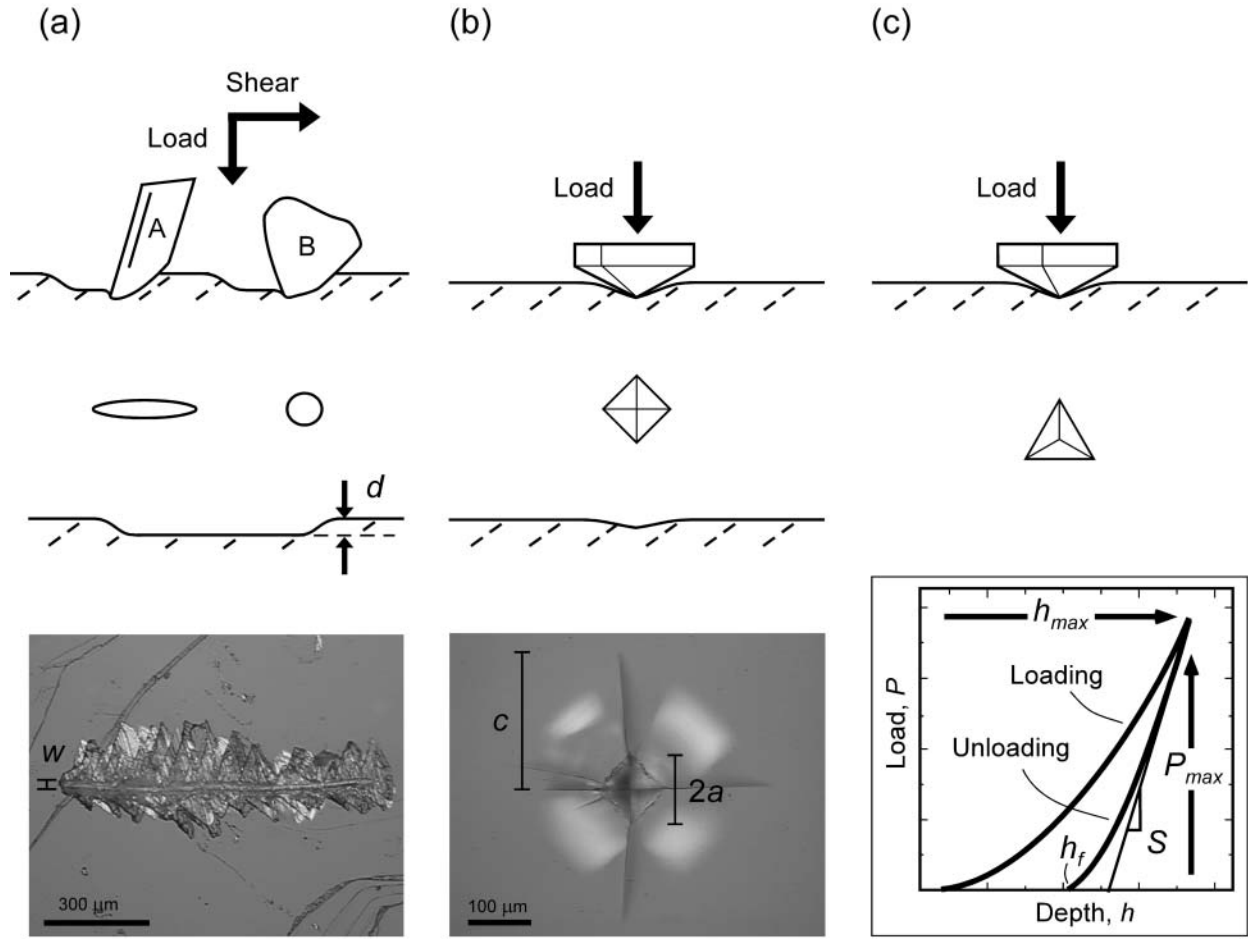 (a)
Shear
Load
A
B
d
w
300 μm
(b)
Load
c
2a
100 μm
(c)
Load
h_max
Loading
Unloading
P_max
h_f
S
Load, P
Depth, h